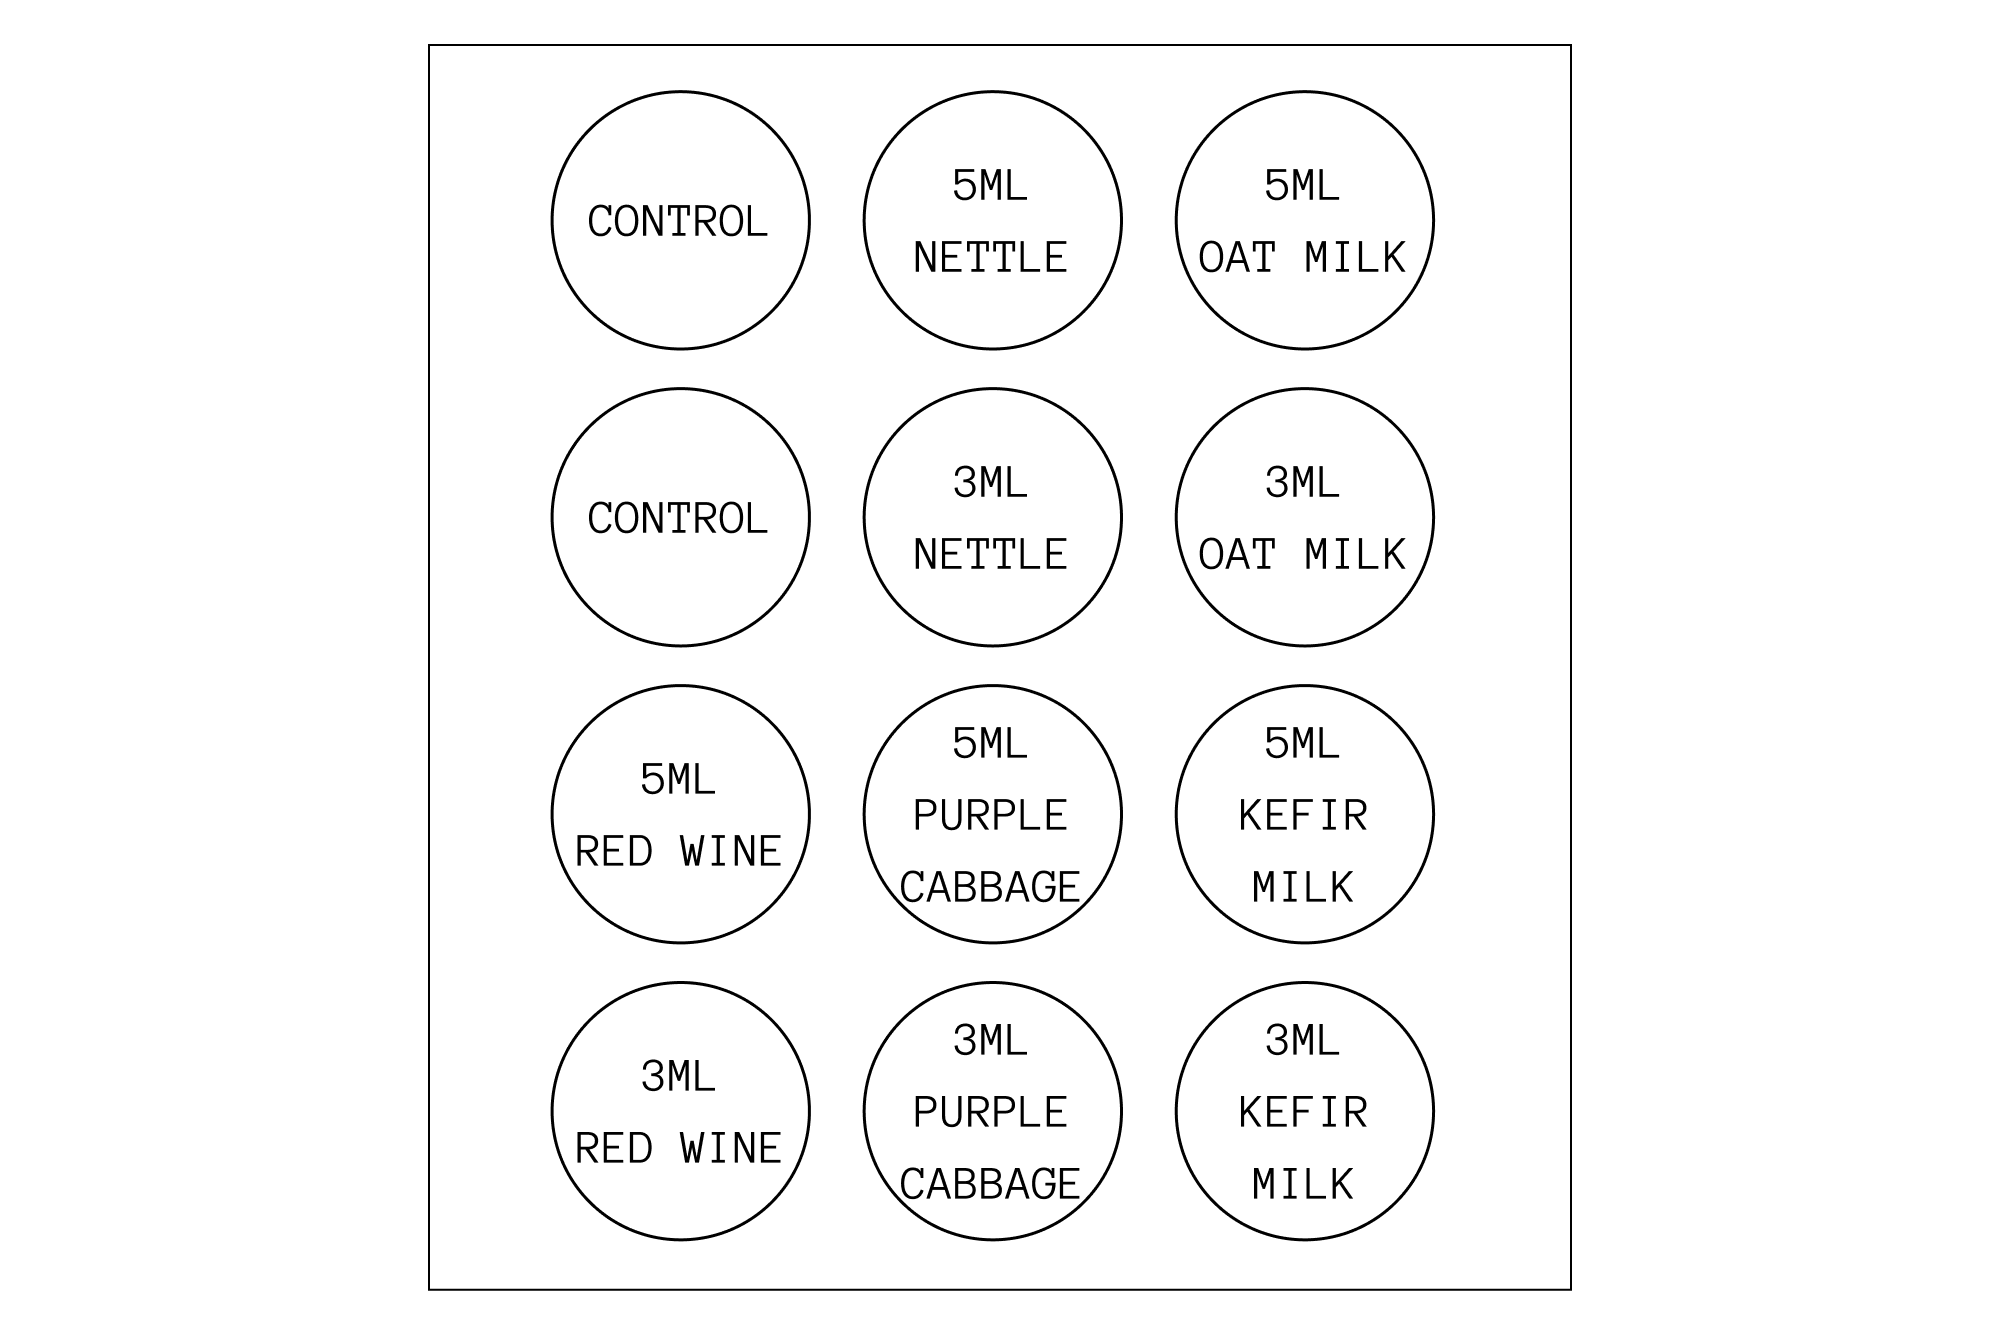 CONTROL
5ML
NETTLE
5ML
OAT MILK
CONTROL
3ML
NETTLE
3ML
OAT MILK
5ML
RED WINE
5ML
PURPLE
CABBAGE
5ML
KEFIR
MILK
3ML
RED WINE
3ML
PURPLE
CABBAGE
3ML
KEFIR
MILK